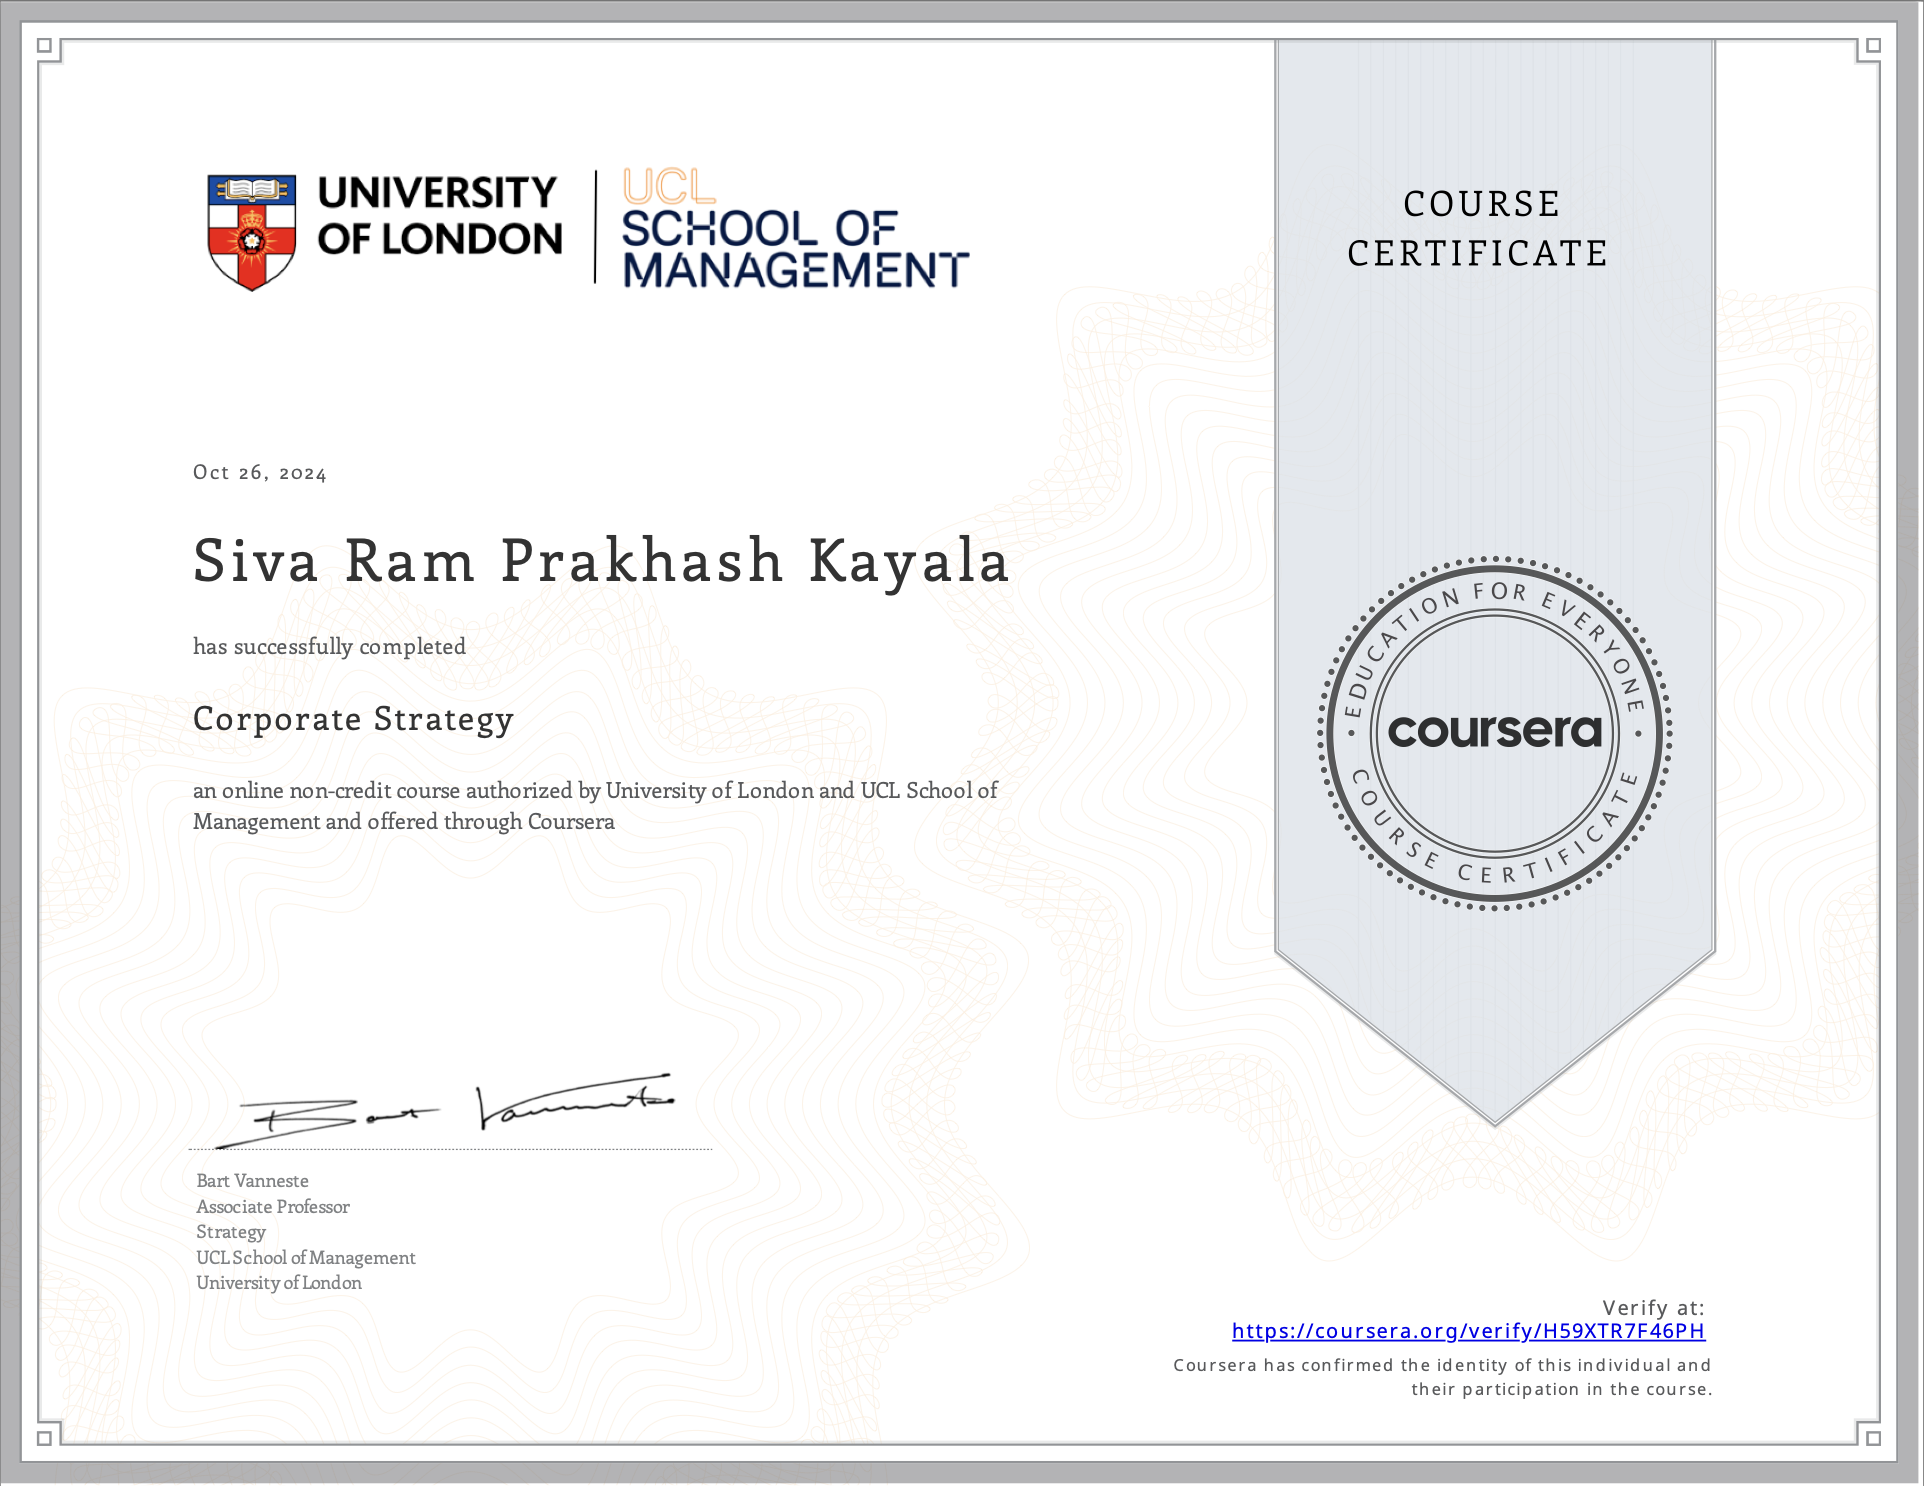 UNIVERSITY
OF LONDON
UCL
SCHOOL OF
MANAGEMENT
COURSE
CERTIFICATE
Oct 26, 2024
Siva Ram Prakhash Kayala
has successfully completed
Corporate Strategy
an online non-credit course authorized by University of London and UCL School of
Management and offered through Coursera
EDUCATION FOR EVERYONE
coursera
COURSE CERTIFICATE
Bart Vanneste
Bart Vanneste
Associate Professor
Strategy
UCL School of Management
University of London
Verify at:
https://coursera.org/verify/H59XTR7F46PH
Coursera has confirmed the identity of this individual and
their participation in the course.